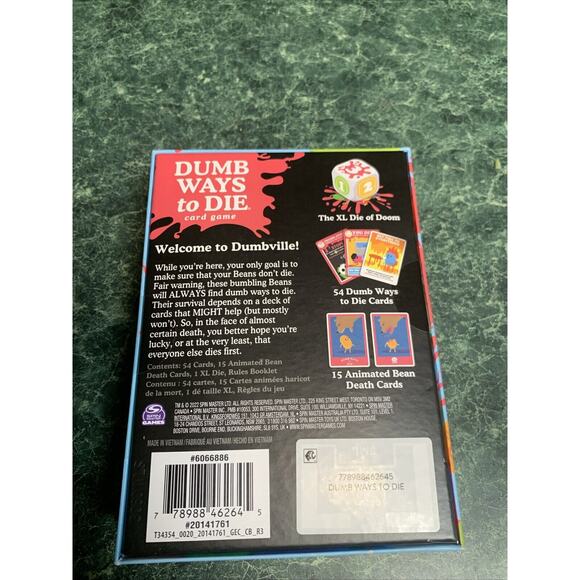 DUMB
WAYS
to DIE
card game
The XL Die of Doom
Welcome to Dumbville!
While you're here, your only goal is to
make sure that your Beans don't die.
Fair warning, these bumbling Beans
will ALWAYS find dumb ways to die.
Their survival depends on a deck of
cards that MIGHT help (but mostly
won't). So, in the face of almost
certain death, you better hope you're
lucky, or at the very least, that
everyone else dies first.
54 Dumb Ways
to Die Cards
15 Animated Bean
Death Cards
Contents: 54 Cards, 15 Animated Bean
Death Cards, 1 XL Die, Rules Booklet
Contenu : 54 cartes, 15 Cartes animées haricot
de la mort, 1 dé taille XL, Règles du jeu
GAMES
MADE IN VIETNAM / FABRIQUÉ AU VIETNAM / HECHO EN VIETNAM
#6066886
7 78988 46264 5
#20141761
T34354_0020_20141761_GEC_CB_R3
778988462645
DUMB WAYS TO DIE